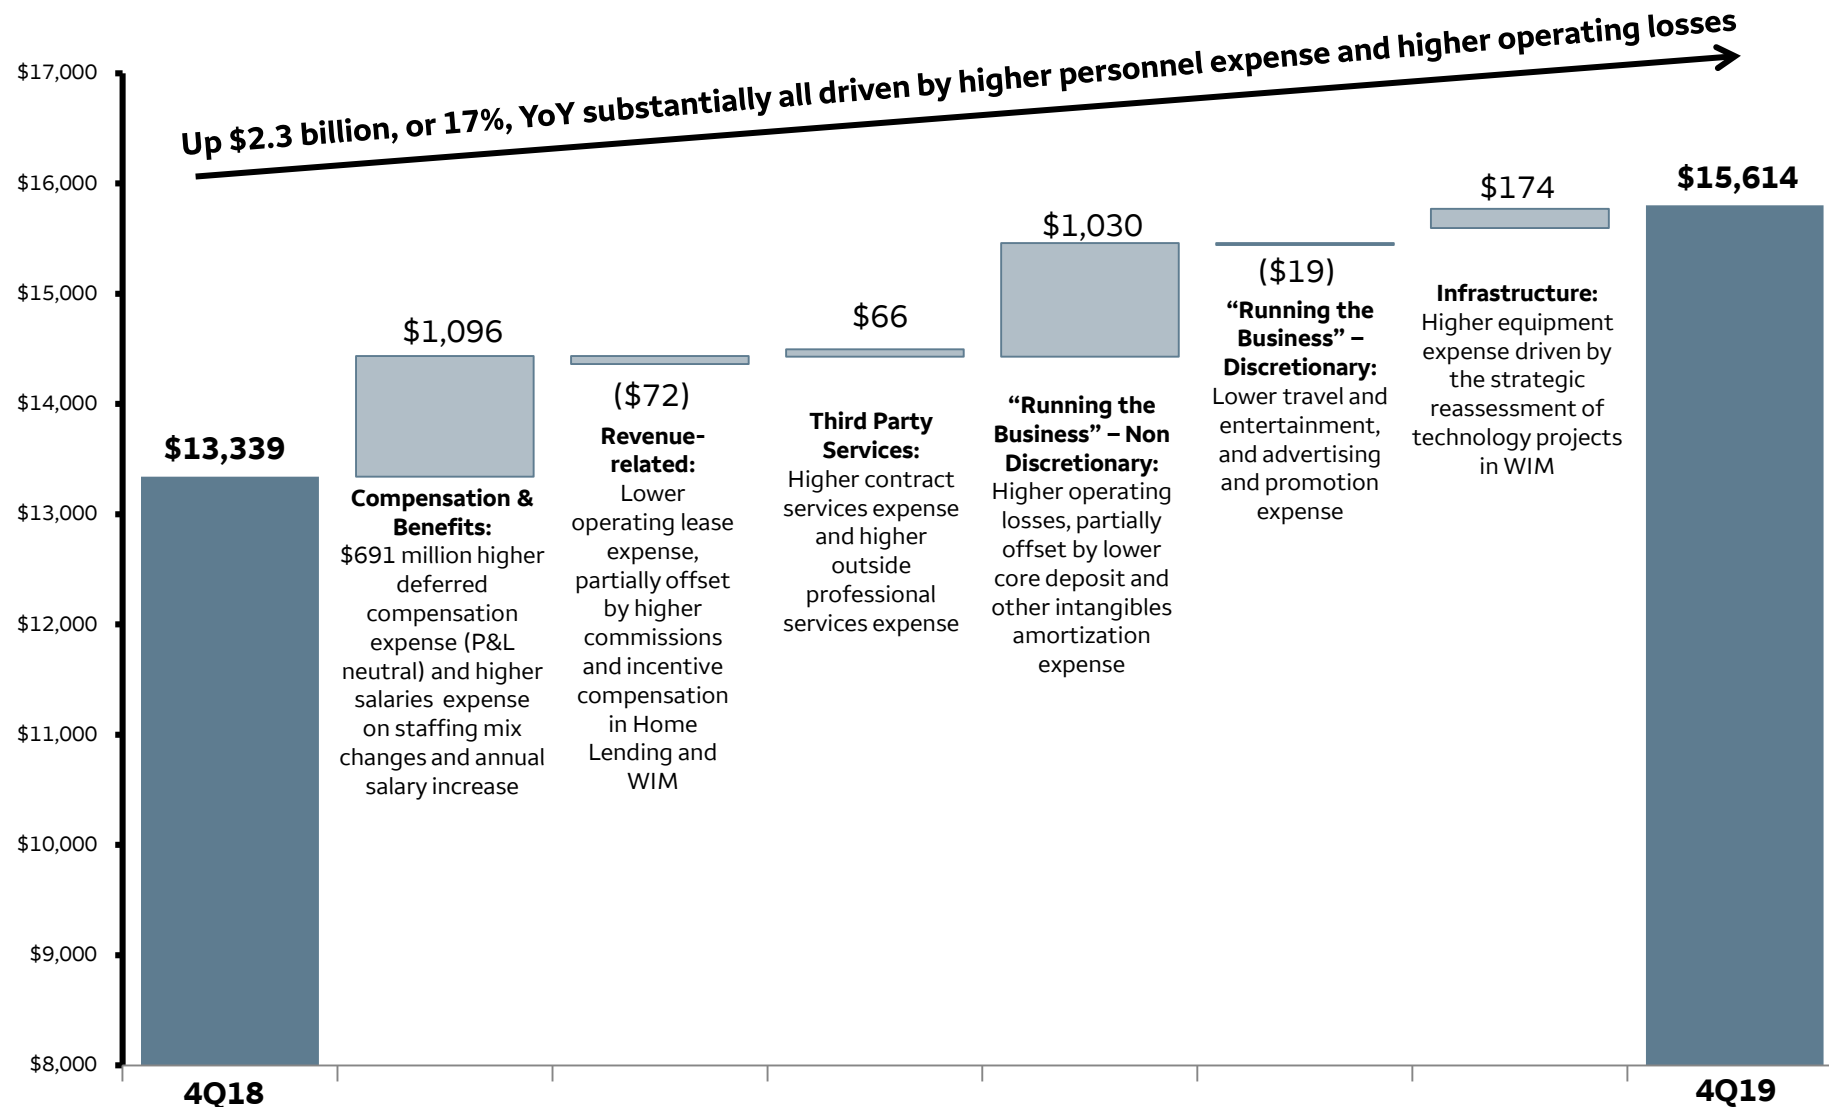 Up $2.3 billion, or 17%, YoY substantially all driven by higher personnel expense and higher operating losses
$17,000
$16,000
$15,000
$14,000
$13,000
$12,000
$11,000
$10,000
$9,000
$8,000
$13,339
4Q18
$1,096
Compensation &
Benefits:
$691 million higher
deferred
compensation
expense (P&L
neutral) and higher
salaries expense
on staffing mix
changes and annual
salary increase
($72)
Revenue-
related:
Lower
operating lease
expense,
partially offset
by higher
commissions
and incentive
compensation
in Home
Lending and
WIM
$66
Third Party
Services:
Higher contract
services expense
and higher
outside
professional
services expense
$1,030
“Running the
Business” – Non
Discretionary:
Higher operating
losses, partially
offset by lower
core deposit and
other intangibles
amortization
expense
($19)
“Running the
Business” –
Discretionary:
Lower travel and
entertainment,
and advertising
and promotion
expense
$174
Infrastructure:
Higher equipment
expense driven by
the strategic
reassessment of
technology projects
in WIM
$15,614
4Q19